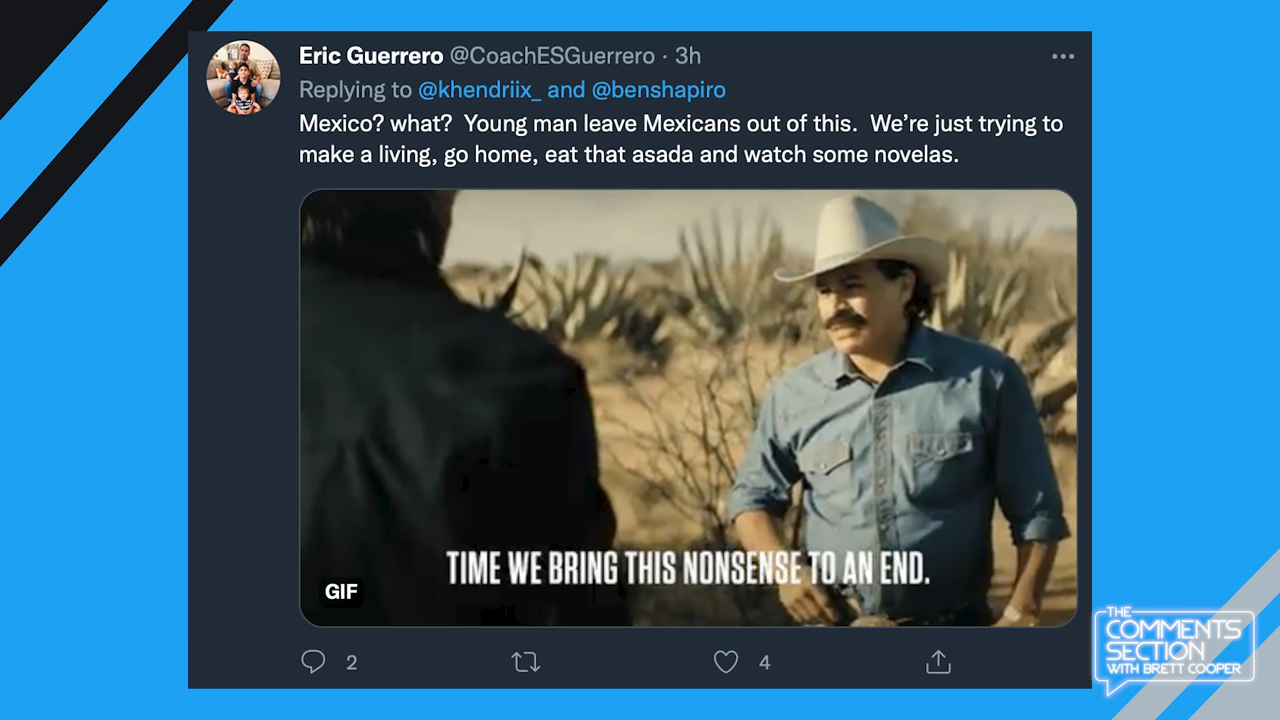 Eric Guerrero @CoachESGuerrero · 3h
Replying to @khendriix_ and @benshapiro
Mexico? what?  Young man leave Mexicans out of this.  We’re just trying to
make a living, go home, eat that asada and watch some novelas.
TIME WE BRING THIS NONSENSE TO AN END.
GIF
2
4
THE
COMMENTS
SECTION
WITH BRETT COOPER